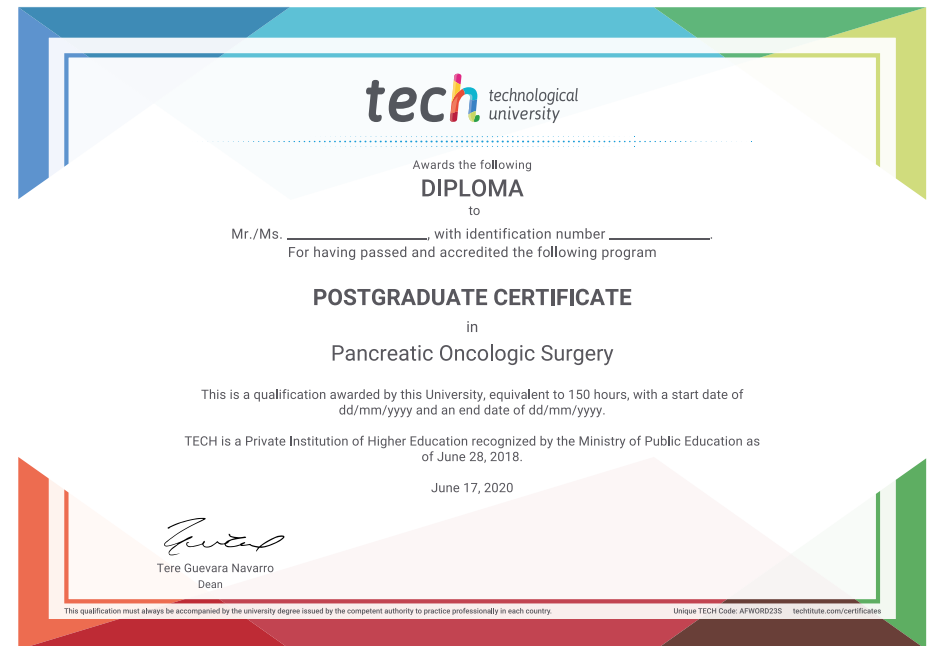 tech technological
university
Awards the following
DIPLOMA
to
Mr./Ms. ____________________, with identification number ______________.
For having passed and accredited the following program
POSTGRADUATE CERTIFICATE
in
Pancreatic Oncologic Surgery
This is a qualification awarded by this University, equivalent to 150 hours, with a start date of
dd/mm/yyyy and an end date of dd/mm/yyyy.
TECH is a Private Institution of Higher Education recognized by the Ministry of Public Education as
of June 28, 2018.
June 17, 2020
Tere Guevara Navarro
Dean
This qualification must always be accompanied by the university degree issued by the competent authority to practice professionally in each country. Unique TECH Code: AFWORD23S techtitute.com/certificates